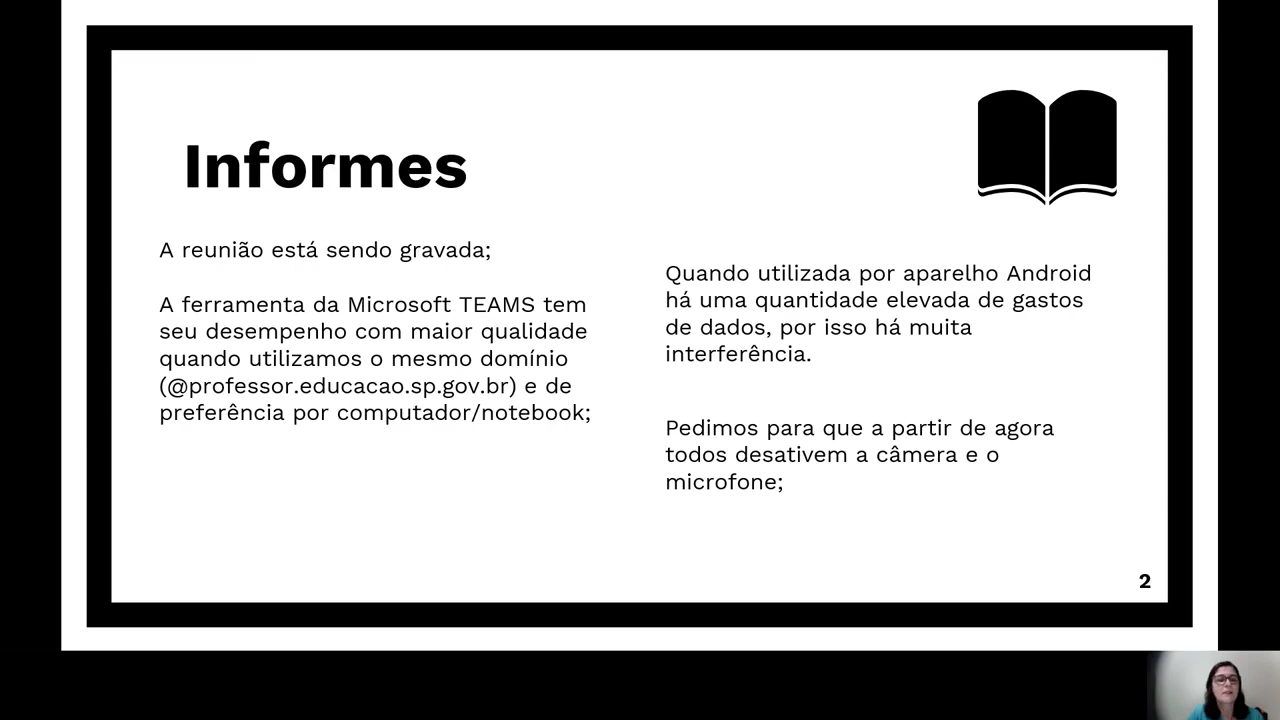 Informes
A reunião está sendo gravada;
A ferramenta da Microsoft TEAMS tem
seu desempenho com maior qualidade
quando utilizamos o mesmo domínio
(@professor.educacao.sp.gov.br) e de
preferência por computador/notebook;
Quando utilizada por aparelho Android
há uma quantidade elevada de gastos
de dados, por isso há muita
interferência.
Pedimos para que a partir de agora
todos desativem a câmera e o
microfone;
2